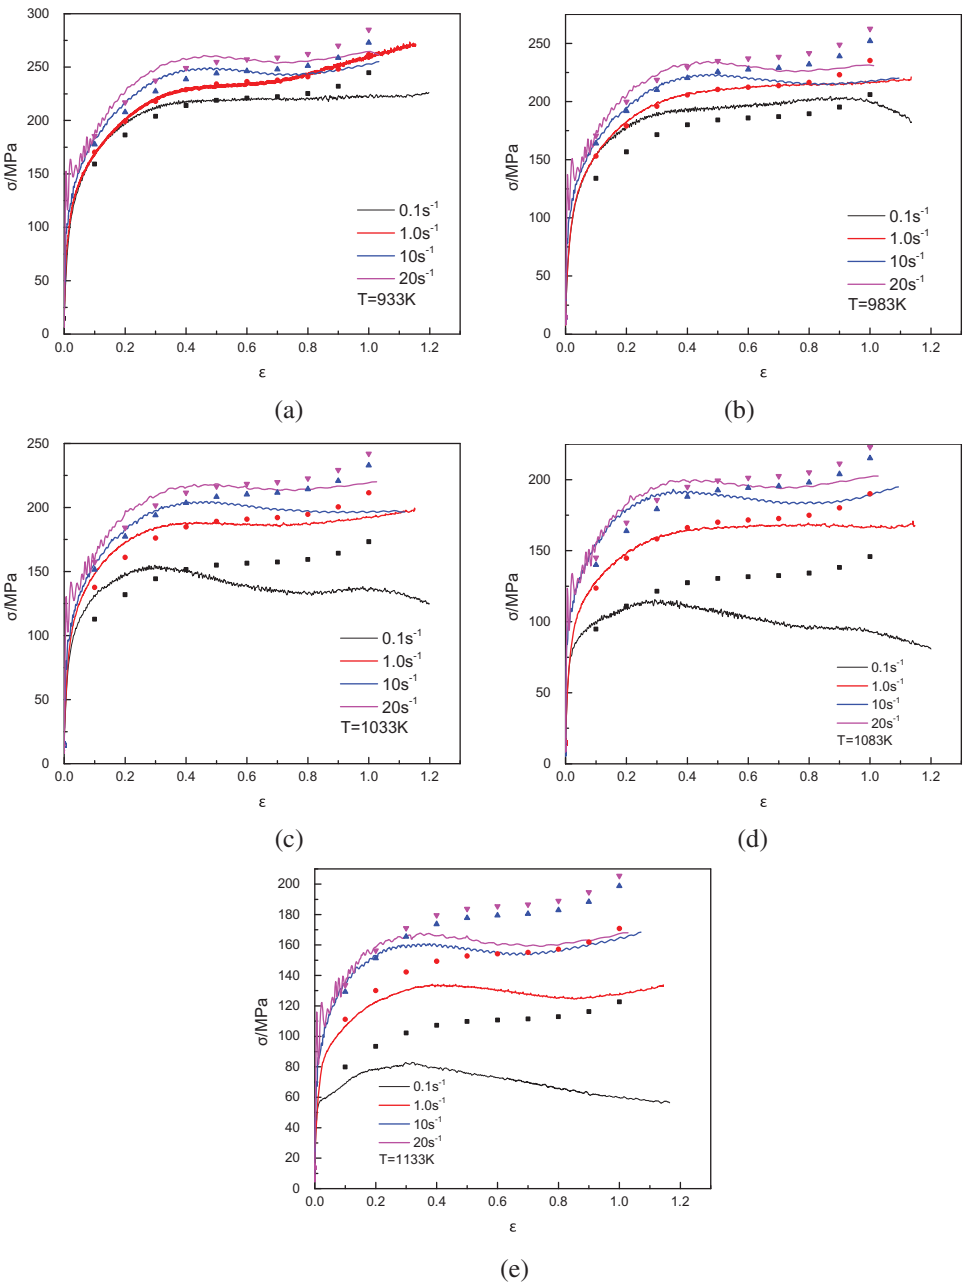 300
250
200
150
100
50
0
σ/MPa
0.1s⁻¹
1.0s⁻¹
10s⁻¹
20s⁻¹
T=933K
0.0 0.2 0.4 0.6 0.8 1.0 1.2
ε
(a)
250
200
150
100
50
0
σ/MPa
0.1s⁻¹
1.0s⁻¹
10s⁻¹
20s⁻¹
T=983K
0.0 0.2 0.4 0.6 0.8 1.0 1.2
ε
(b)
250
200
150
100
50
0
σ/MPa
0.1s⁻¹
1.0s⁻¹
10s⁻¹
20s⁻¹
T=1033K
0.0 0.2 0.4 0.6 0.8 1.0 1.2
ε
(c)
200
150
100
50
0
σ/MPa
0.1s⁻¹
1.0s⁻¹
10s⁻¹
20s⁻¹
T=1083K
0.0 0.2 0.4 0.6 0.8 1.0 1.2
ε
(d)
200
180
160
140
120
100
80
60
40
20
0
σ/MPa
0.1s⁻¹
1.0s⁻¹
10s⁻¹
20s⁻¹
T=1133K
0.0 0.2 0.4 0.6 0.8 1.0 1.2
ε
(e)